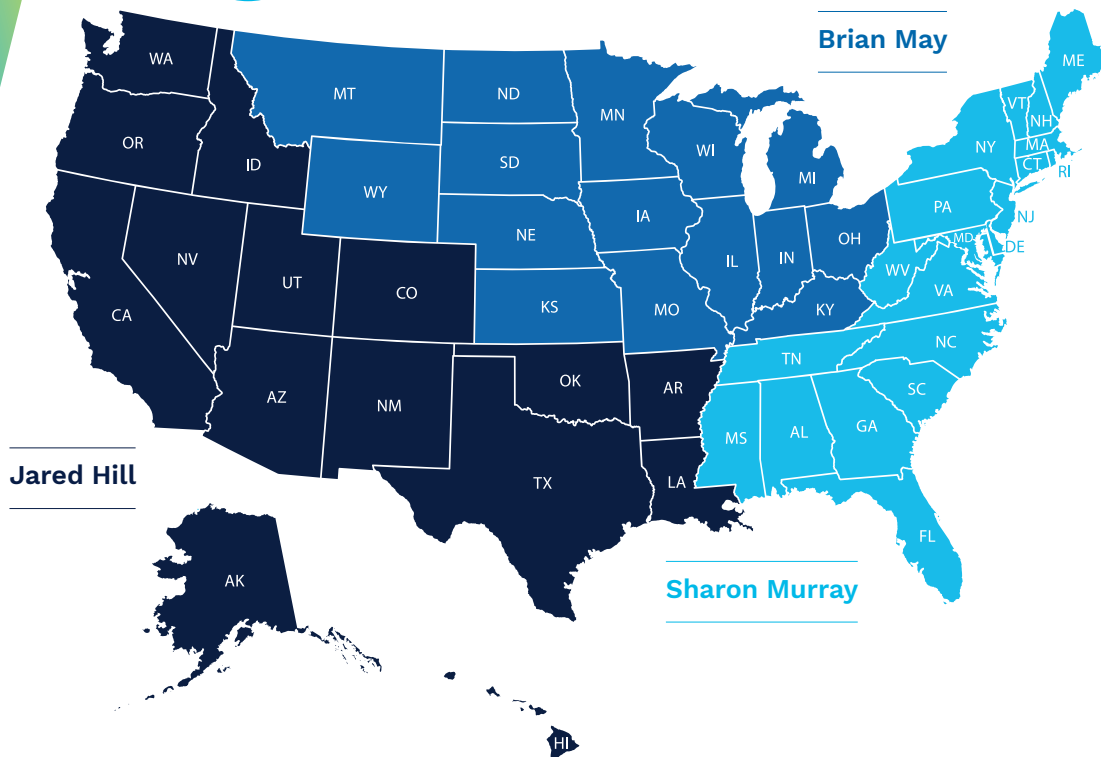 Brian May
WA
ME
MT
ND
VT
MN
NH
OR
NY
MA
WI
ID
SD
CT
RI
MI
WY
PA
IA
NJ
NE
OH
MD
DE
NV
IL
IN
WV
UT
CO
VA
KS
MO
KY
CA
NC
TN
OK
AR
SC
AZ
NM
GA
AL
MS
Jared Hill
TX
LA
FL
AK
Sharon Murray
HI